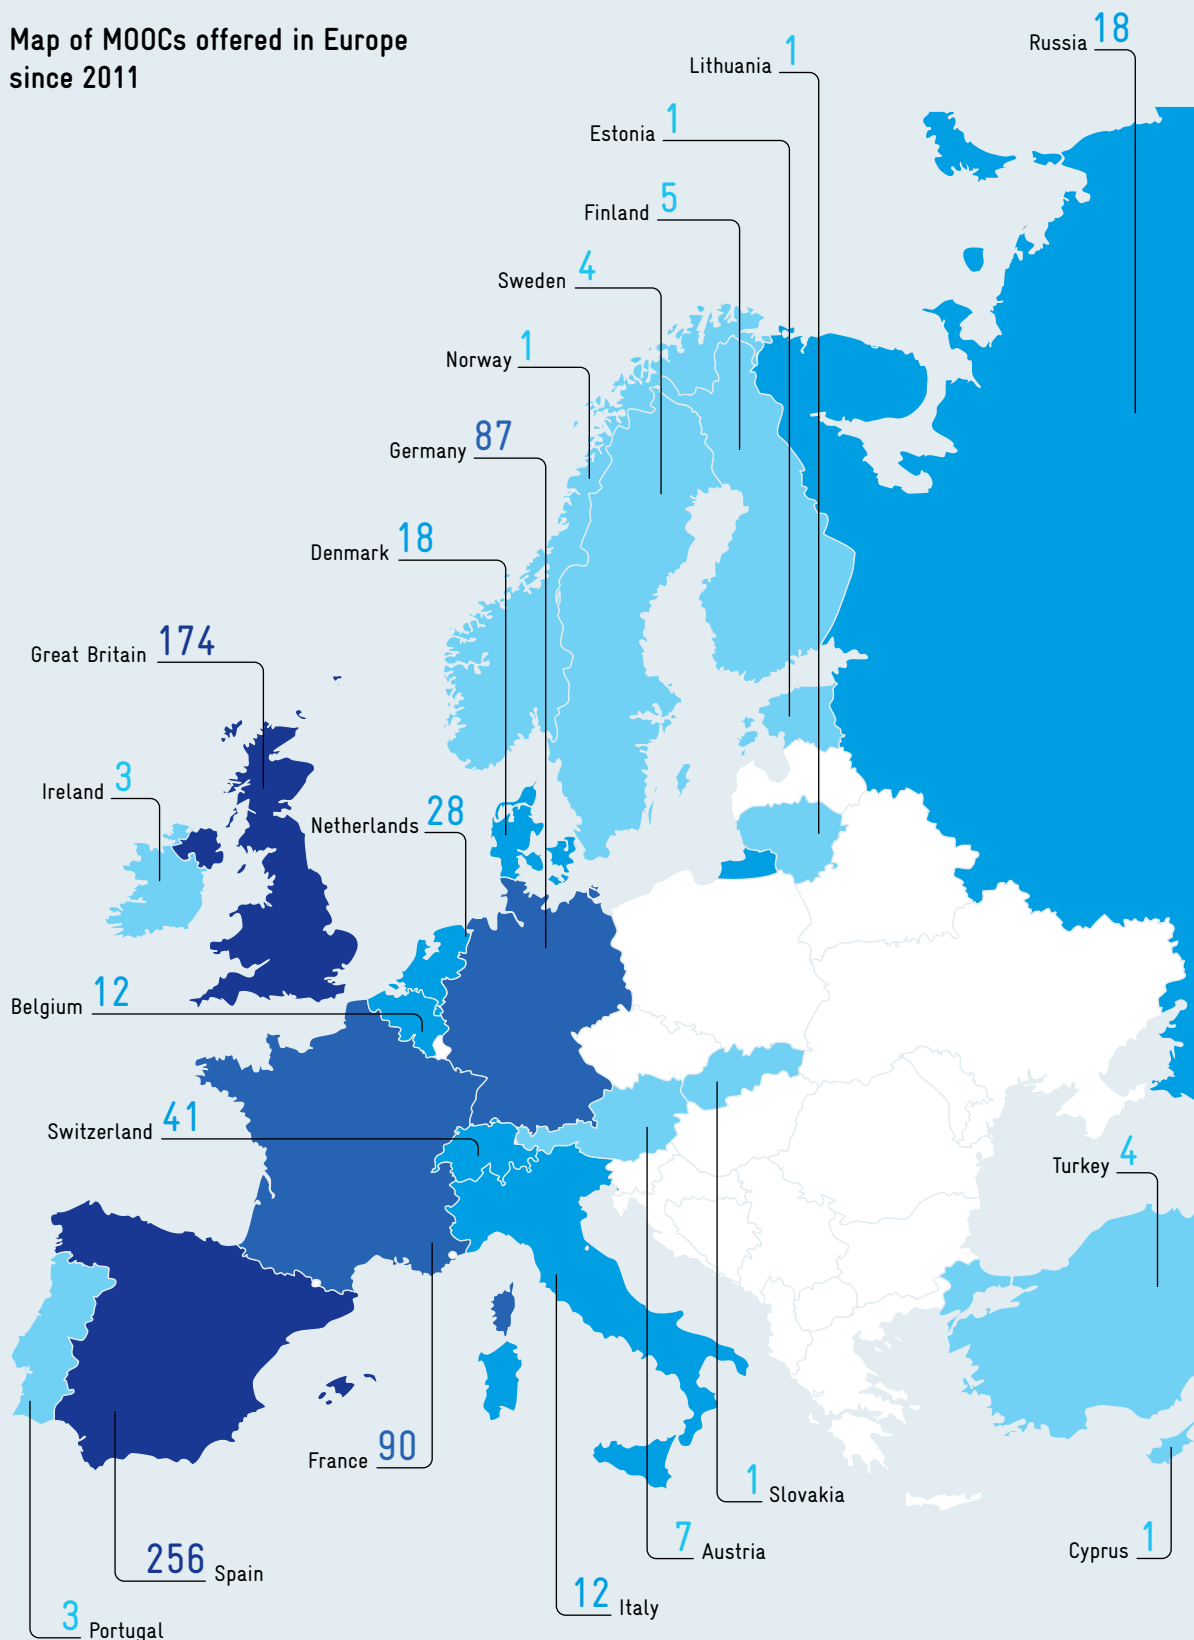 Map of MOOCs offered in Europe
since 2011
Russia 18
Lithuania 1
Estonia 1
Finland 5
Sweden 4
Norway 1
Germany 87
Denmark 18
Great Britain 174
Ireland 3
Netherlands 28
Belgium 12
Switzerland 41
Turkey 4
France 90
1 Slovakia
7 Austria
Cyprus 1
256 Spain
12 Italy
3 Portugal